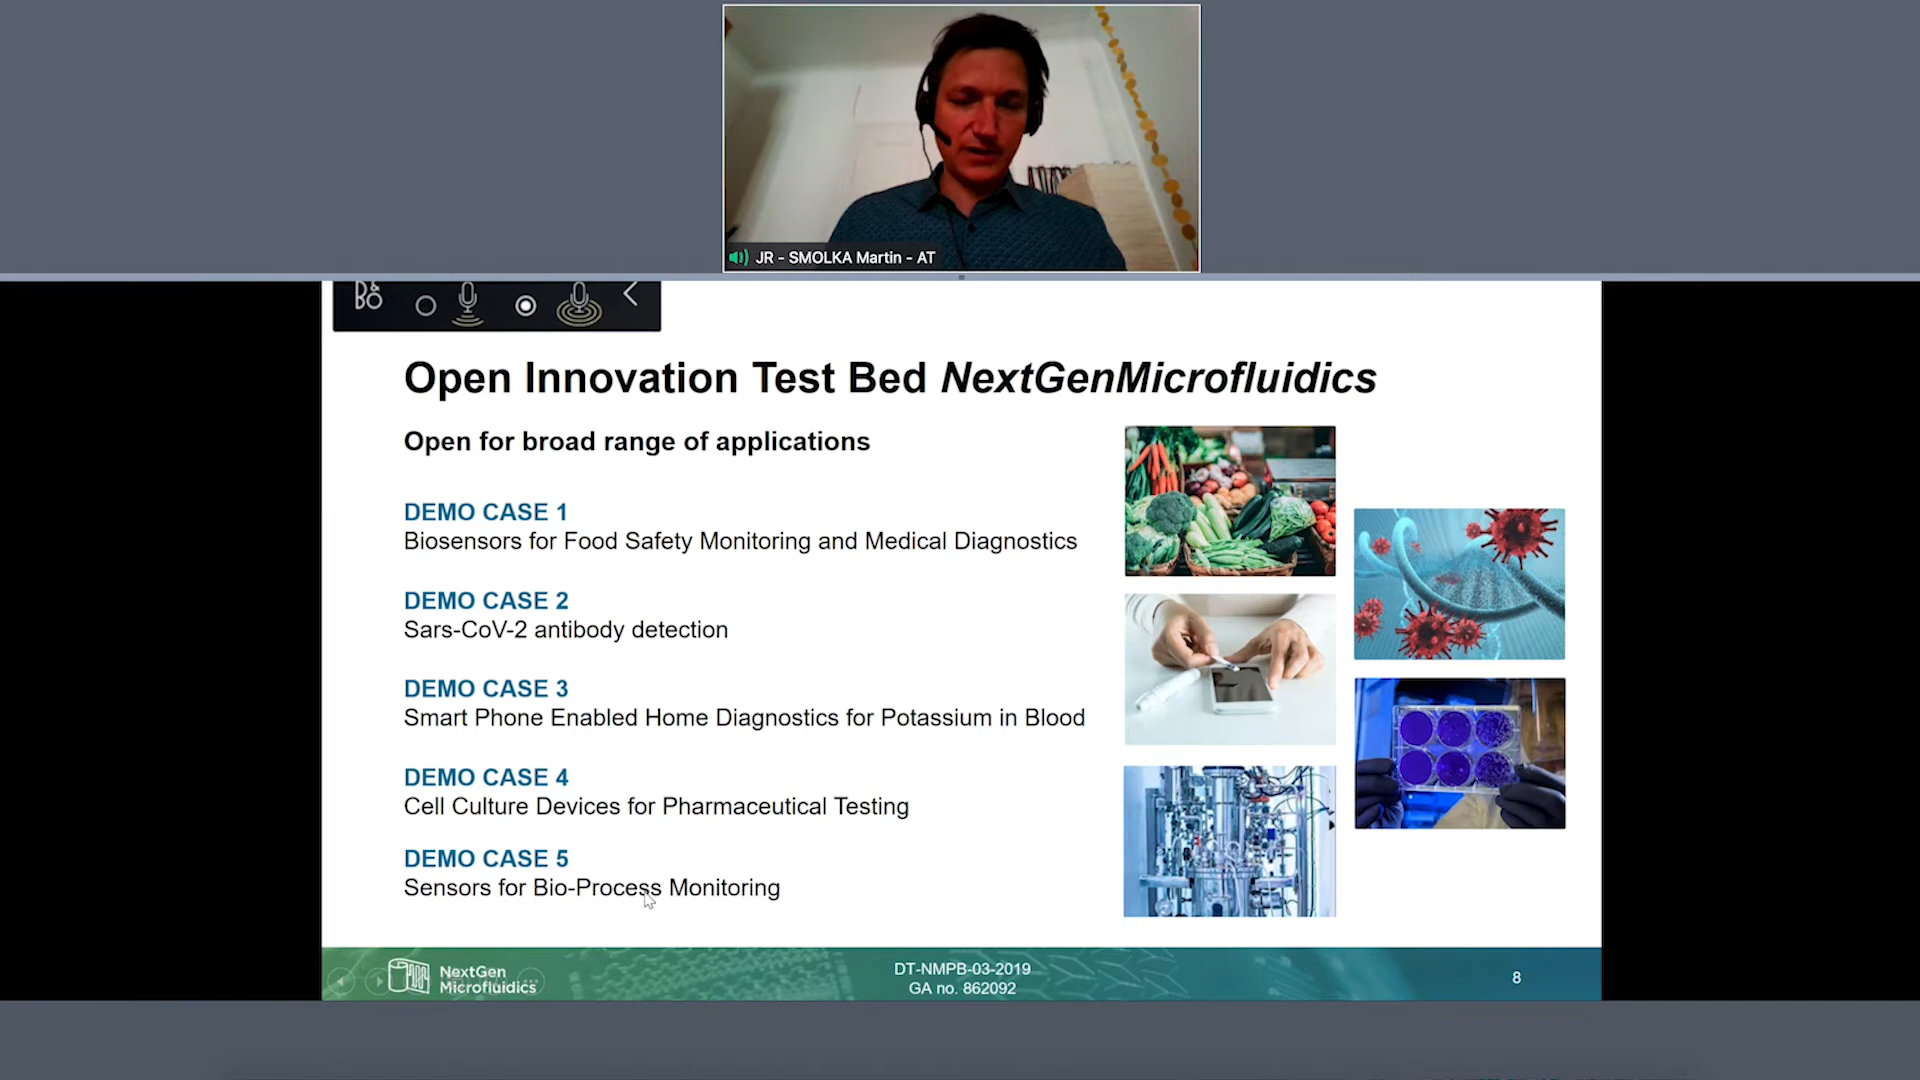 JR - SMOLKA Martin - AT
B&O
Open Innovation Test Bed NextGenMicrofluidics
Open for broad range of applications
DEMO CASE 1
Biosensors for Food Safety Monitoring and Medical Diagnostics
DEMO CASE 2
Sars-CoV-2 antibody detection
DEMO CASE 3
Smart Phone Enabled Home Diagnostics for Potassium in Blood
DEMO CASE 4
Cell Culture Devices for Pharmaceutical Testing
DEMO CASE 5
Sensors for Bio-Process Monitoring
NextGen
Microfluidics
DT-NMPB-03-2019
GA no. 862092
8